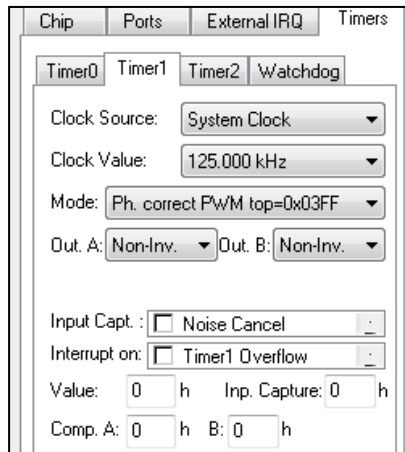 Chip Ports External IRQ Timers
Timer0 Timer1 Timer2 Watchdog
Clock Source: System Clock
Clock Value: 125.000 kHz
Mode: Ph. correct PWM top=0x03FF
Out. A: Non-Inv. Out. B: Non-Inv.
Input Capt. : Noise Cancel
Interrupt on: Timer1 Overflow
Value: 0 h Inp. Capture: 0 h
Comp. A: 0 h B: 0 h